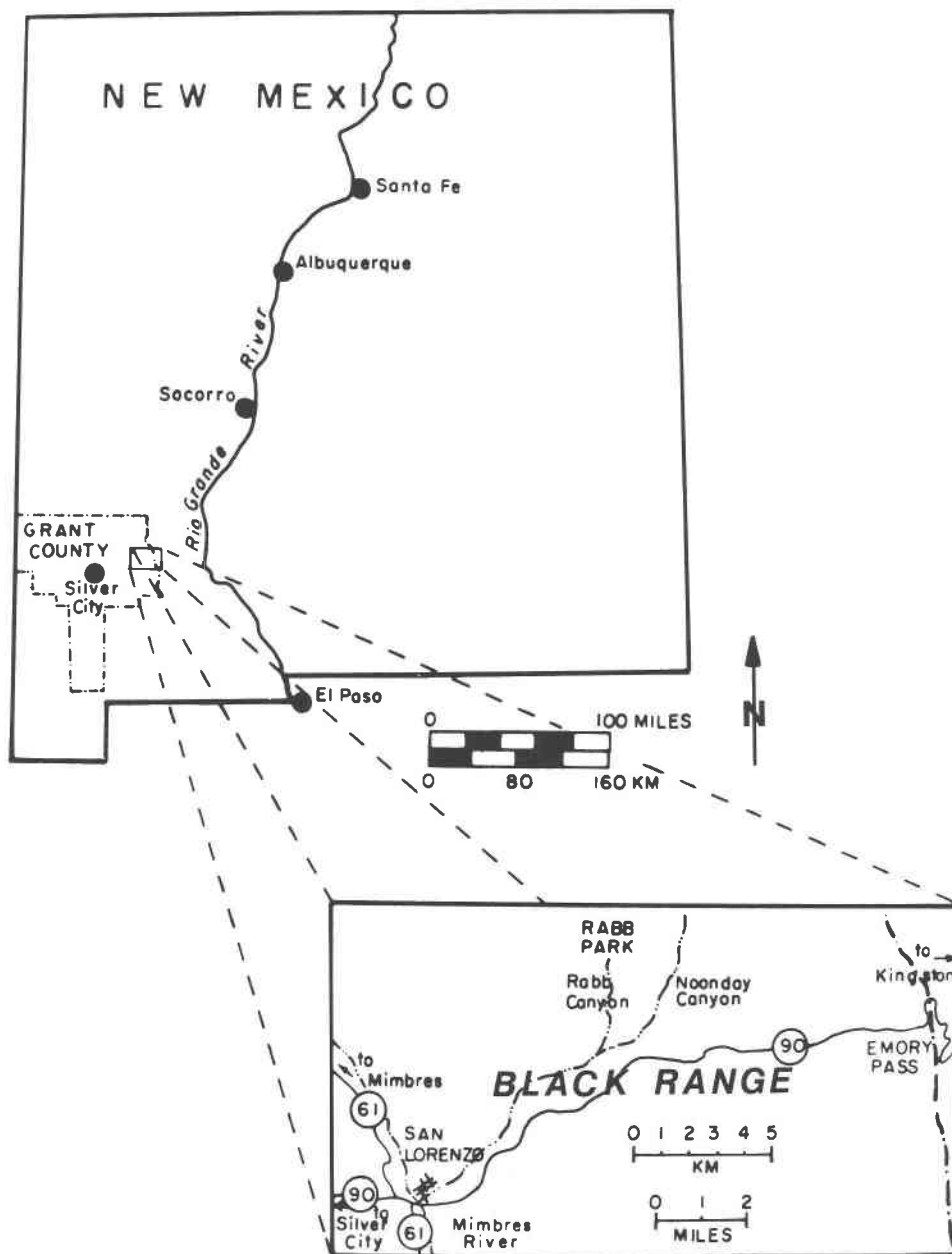 NEW MEXICO
Santa Fe
Albuquerque
River
Socorro
Rio Grande
GRANT
COUNTY
Silver
City
El Paso
0 100 MILES
0 80 160 KM
N
RABB
PARK
Rabb
Canyon
Noonday
Canyon
to
Kingston
90
EMORY
PASS
BLACK RANGE
to
Mimbres
61
SAN
LORENZO
0 1 2 3 4 5
KM
90
to
Silver
City
61
Mimbres
River
0 1 2
MILES